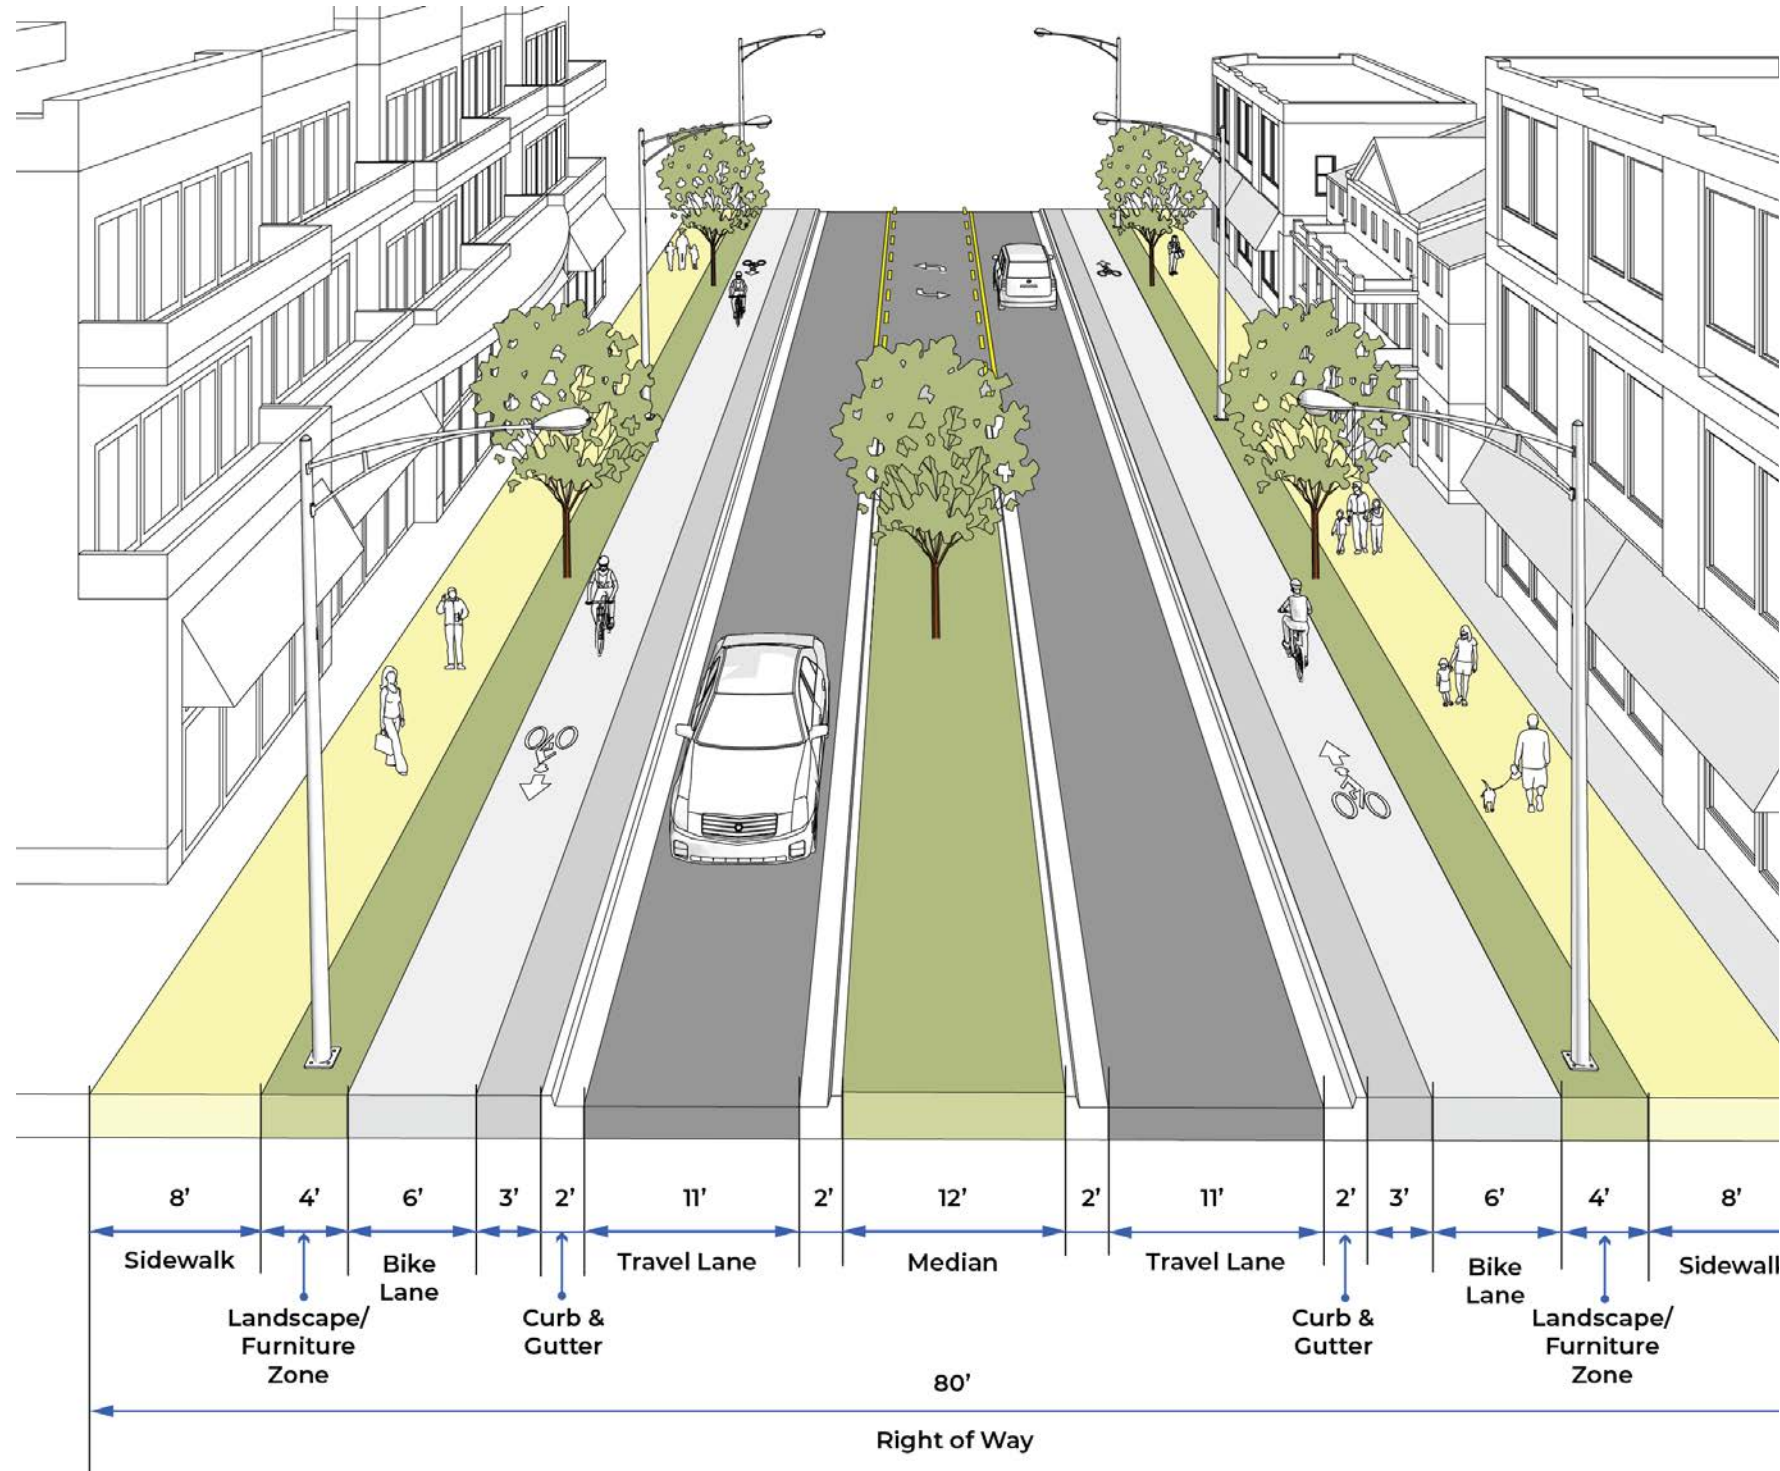 8’ 4’ 6’ 3’ 2’ 11’ 2’ 12’ 2’ 11’ 2’ 3’ 6’ 4’ 8’
Sidewalk
Landscape/
Furniture
Zone
Bike
Lane
Curb &
Gutter
Travel Lane
Median
Travel Lane
Curb &
Gutter
Bike
Lane
Landscape/
Furniture
Zone
Sidewalk
80’
Right of Way